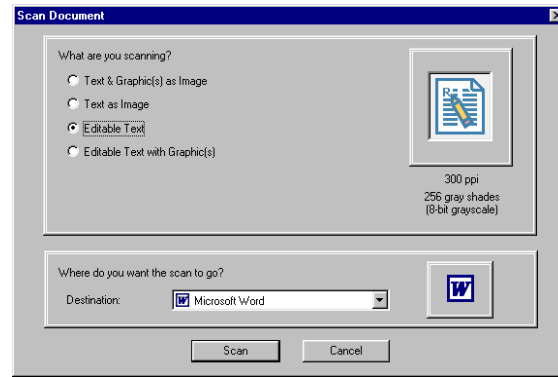 Scan Document
What are you scanning?
Text & Graphic(s) as Image
Text as Image
Editable Text
Editable Text with Graphic(s)
300 ppi
256 gray shades
(8-bit grayscale)
Where do you want the scan to go?
Destination: Microsoft Word
Scan Cancel